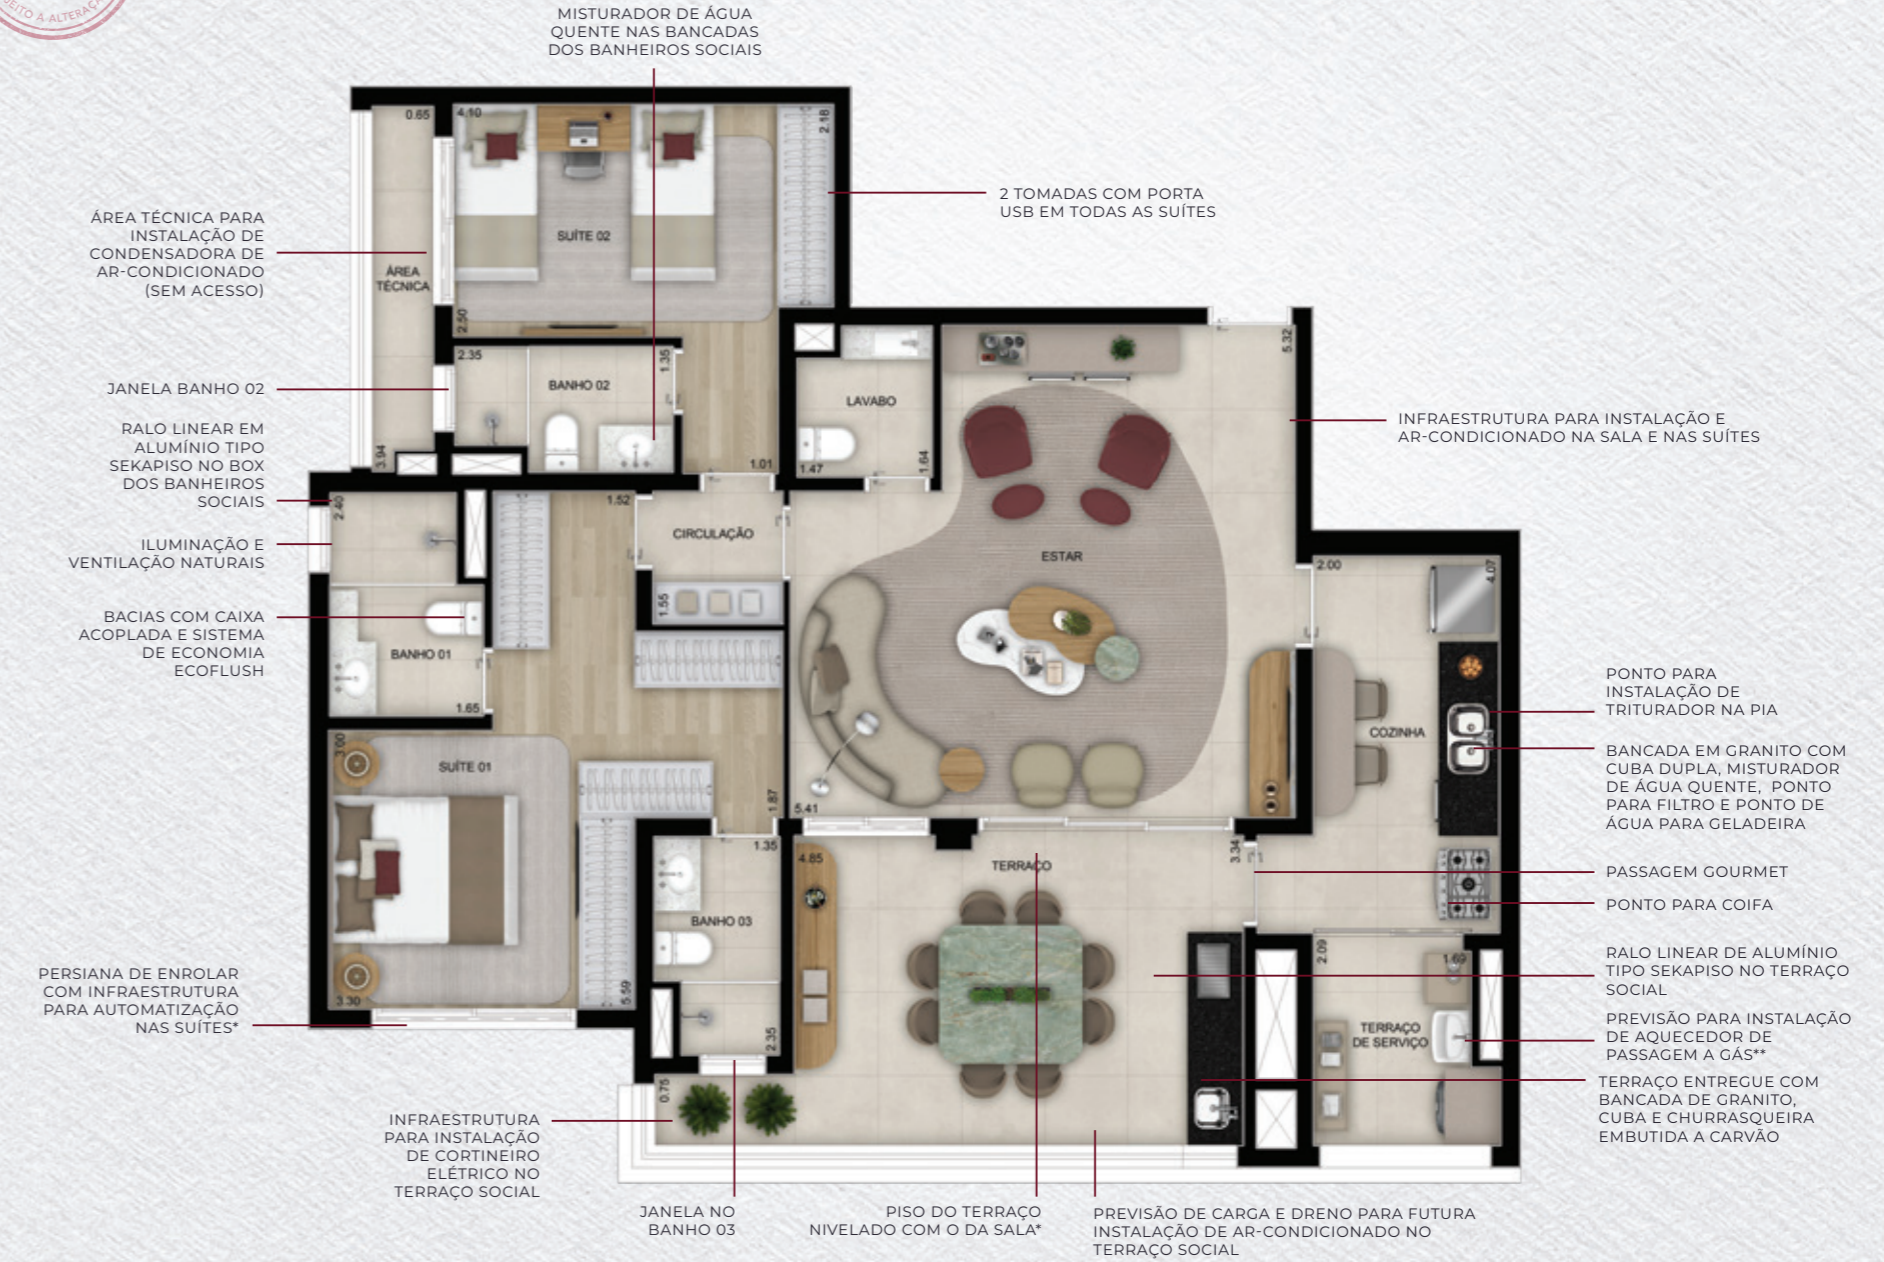 JEITO À ALTERAÇ
MISTURADOR DE ÁGUA
QUENTE NAS BANCADAS
DOS BANHEIROS SOCIAIS
ÁREA TÉCNICA PARA
INSTALAÇÃO DE
CONDENSADORA DE
AR-CONDICIONADO
(SEM ACESSO)
JANELA BANHO 02
RALO LINEAR EM
ALUMÍNIO TIPO
SEKAPISO NO BOX
DOS BANHEIROS
SOCIAIS
ILUMINAÇÃO E
VENTILAÇÃO NATURAIS
BACIAS COM CAIXA
ACOPLADA E SISTEMA
DE ECONOMIA
ECOFLUSH
PERSIANA DE ENROLAR
COM INFRAESTRUTURA
PARA AUTOMATIZAÇÃO
NAS SUÍTES*
INFRAESTRUTURA
PARA INSTALAÇÃO
DE CORTINEIRO
ELÉTRICO NO
TERRAÇO SOCIAL
JANELA NO
BANHO 03
PISO DO TERRAÇO
NIVELADO COM O DA SALA*
PREVISÃO DE CARGA E DRENO PARA FUTURA
INSTALAÇÃO DE AR-CONDICIONADO NO
TERRAÇO SOCIAL
2 TOMADAS COM PORTA
USB EM TODAS AS SUÍTES
INFRAESTRUTURA PARA INSTALAÇÃO E
AR-CONDICIONADO NA SALA E NAS SUÍTES
PONTO PARA
INSTALAÇÃO DE
TRITURADOR NA PIA
BANCADA EM GRANITO COM
CUBA DUPLA, MISTURADOR
DE ÁGUA QUENTE, PONTO
PARA FILTRO E PONTO DE
ÁGUA PARA GELADEIRA
PASSAGEM GOURMET
PONTO PARA COIFA
RALO LINEAR DE ALUMÍNIO
TIPO SEKAPISO NO TERRAÇO
SOCIAL
PREVISÃO PARA INSTALAÇÃO
DE AQUECEDOR DE
PASSAGEM A GÁS**
TERRAÇO ENTREGUE COM
BANCADA DE GRANITO,
CUBA E CHURRASQUEIRA
EMBUTIDA A CARVÃO
0.65
4.10
2.18
SUÍTE 02
ÁREA
TÉCNICA
2.50
3.94
2.35
BANHO 02
1.35
1.01
LAVABO
1.47
1.64
5.32
2.40
1.52
CIRCULAÇÃO
1.55
ESTAR
5.41
BANHO 01
1.65
2.00
4.07
COZINHA
3.00
SUÍTE 01
1.87
3.30
5.59
1.35
BANHO 03
2.35
0.75
4.85
TERRAÇO
3.34
2.09
1.69
TERRAÇO
DE SERVIÇO